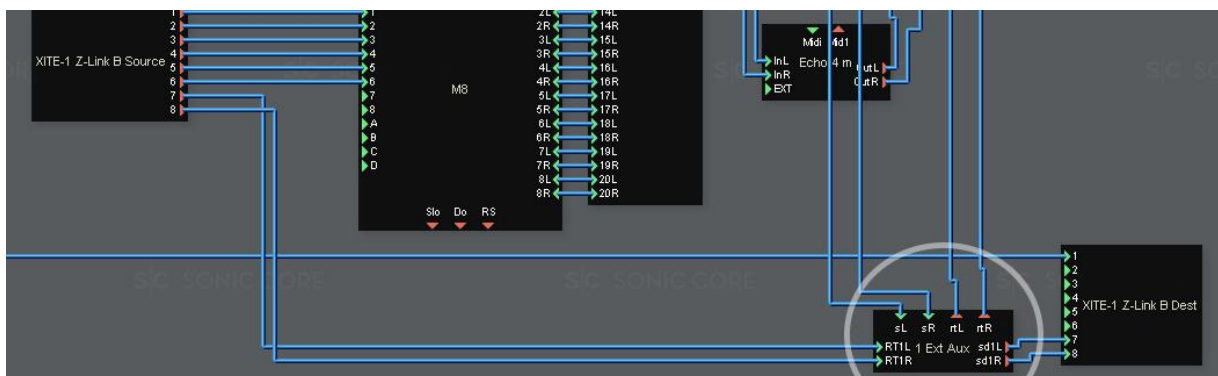 1
2
3
4
5
6
7
8
XITE-1 Z-Link B Source
1
2
3
4
5
6
7
8
A
B
C
D
M8
2L
2R
3L
3R
4L
4R
5L
5R
6L
6R
7L
7R
8L
8R
Slo Do RS
14L
14R
15L
15R
16L
16R
17L
17R
18L
18R
19L
19R
20L
20R
Midi
InL
InR
EXT
OutR
SONIC CORE
SONIC CORE
sL sR rtL rtR
RT1L
RT1R
1 Ext Aux
sd1L
sd1R
1
2
3
4
5
6
7
8
XITE-1 Z-Link B Dest